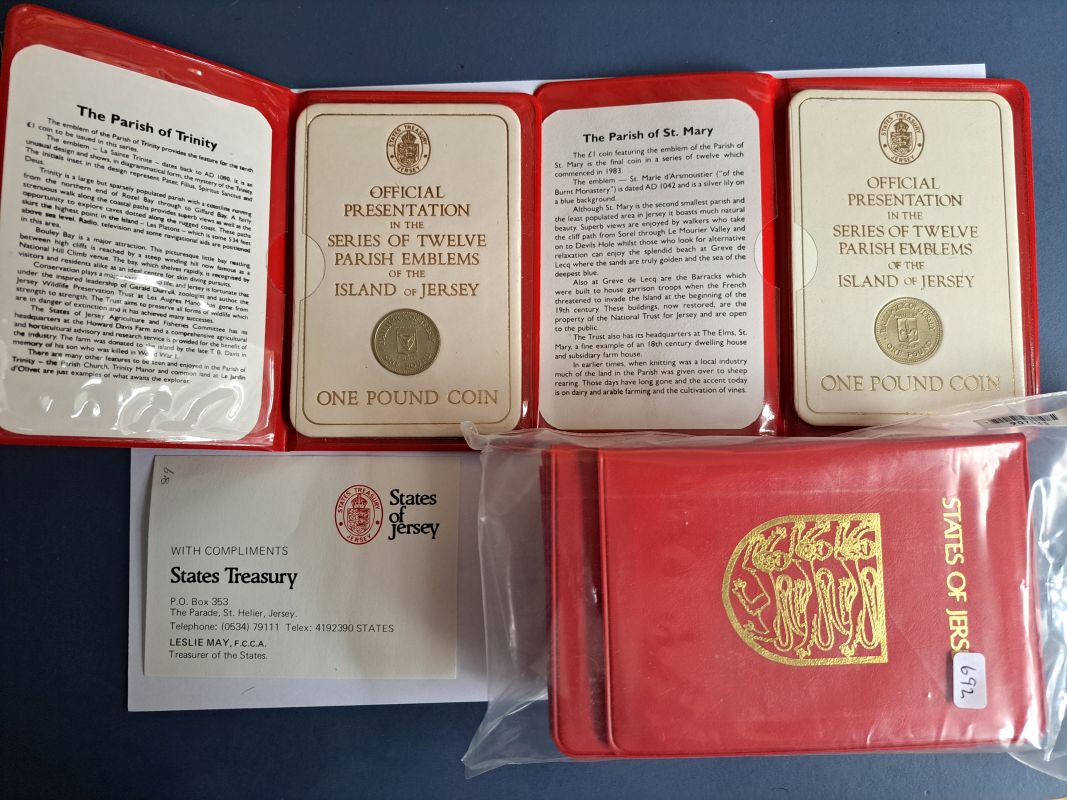 The Parish of Trinity
The emblem of the Parish of Trinity provides the feature for the tenth
£1 coin to be issued in this series.
The emblem – La Sainte Trinite – dates back to AD 1090. It is an
unusual design and shows, in diagrammatical form, the mystery of the Trinity.
The initials inset in the design represent Pater, Filius, Spiritus Sanctus and
Deus.
Trinity is a large but sparsely populated parish with a coastline running
from the northern end of Rozel Bay through to Giffard Bay. A fairly
strenuous walk along the coastal paths provides superb views as well as the
opportunity to explore caves dotted along the rugged coast. These paths
skirt the highest point in the Island – Les Platons – which is some 534 feet
above sea level. Radio, television and some navigational aids are positioned
in this area.
Bouley Bay is a major attraction. This picturesque little bay nestling
between high cliffs is reached by a steep winding hill now famous as a
National Hill Climb venue. The bay, which shelves rapidly, is recognised by
visitors and residents alike as an ideal centre for skin diving pursuits.
Conservation plays a major life, and Jersey is fortunate that
under the inspired leadership of Gerald Durrell, zoologist and author, the
Jersey Wildlife Preservation Trust at Les Augres Manor has gone from
strength to strength. The Trust aims to preserve all forms of wildlife which
are in danger of extinction and it has achieved many successes.
The States of Jersey Agriculture and Fisheries Committee has its
headquarters at the Howard Davis Farm and a comprehensive agricultural
and horticultural advisory and research service is provided for the benefit of
the industry. The farm was donated to the island by the late T. B. Davis in
memory of his son who was killed in World War I.
There are many other features to be seen and enjoyed in the Parish of
Trinity – the Parish Church, Trinity Manor and common land at Le Jardin
d'Olivet are just examples of what awaits the explorer.
STATES TREASURY
JERSEY
OFFICIAL
PRESENTATION
IN THE
SERIES OF TWELVE
PARISH EMBLEMS
OF THE
ISLAND OF JERSEY
ONE POUND
ONE POUND COIN
The Parish of St. Mary
The £1 coin featuring the emblem of the Parish of
St. Mary is the final coin in a series of twelve which
commenced in 1983.
The emblem — St. Marie d'Arsmoustier ("of the
Burnt Monastery") is dated AD 1042 and is a silver lily on
a blue background.
Although St. Mary is the second smallest parish and
the least populated area in Jersey it boasts much natural
beauty. Superb views are enjoyed by walkers who take
the cliff path from Sorel through Le Mourier Valley and
on to Devils Hole whilst those who look for alternative
relaxation can enjoy the splendid beach at Greve de
Lecq where the sands are truly golden and the sea of the
deepest blue.
Also at Greve de Lecq are the Barracks which
were built to house garrison troops when the French
threatened to invade the Island at the beginning of the
19th century. These buildings, now restored, are the
property of the National Trust for Jersey and are open
to the public.
The Trust also has its headquarters at The Elms, St.
Mary, a fine example of an 18th century dwelling house
and subsidiary farm house.
In earlier times, when knitting was a local industry
much of the land in the Parish was given over to sheep
rearing. Those days have long gone and the accent today
is on dairy and arable farming and the cultivation of vines.
STATES TREASURY
JERSEY
OFFICIAL
PRESENTATION
IN THE
SERIES OF TWELVE
PARISH EMBLEMS
OF THE
ISLAND OF JERSEY
ONE POUND
ONE POUND COIN
STATES TREASURY
JERSEY
States
of
Jersey
WITH COMPLIMENTS
States Treasury
P.O. Box 353
The Parade, St. Helier, Jersey.
Telephone: (0534) 79111 Telex: 4192390 STATES
LESLIE MAY, F.C.C.A.
Treasurer of the States.
STATES OF JERS
692